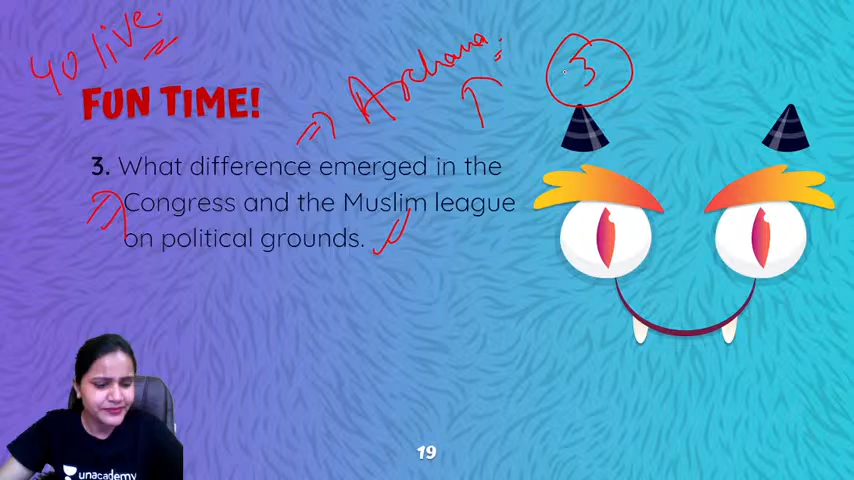 40 live
Archana
3
FUN TIME!
3. What difference emerged in the
Congress and the Muslim league
on political grounds.
unacademy
19